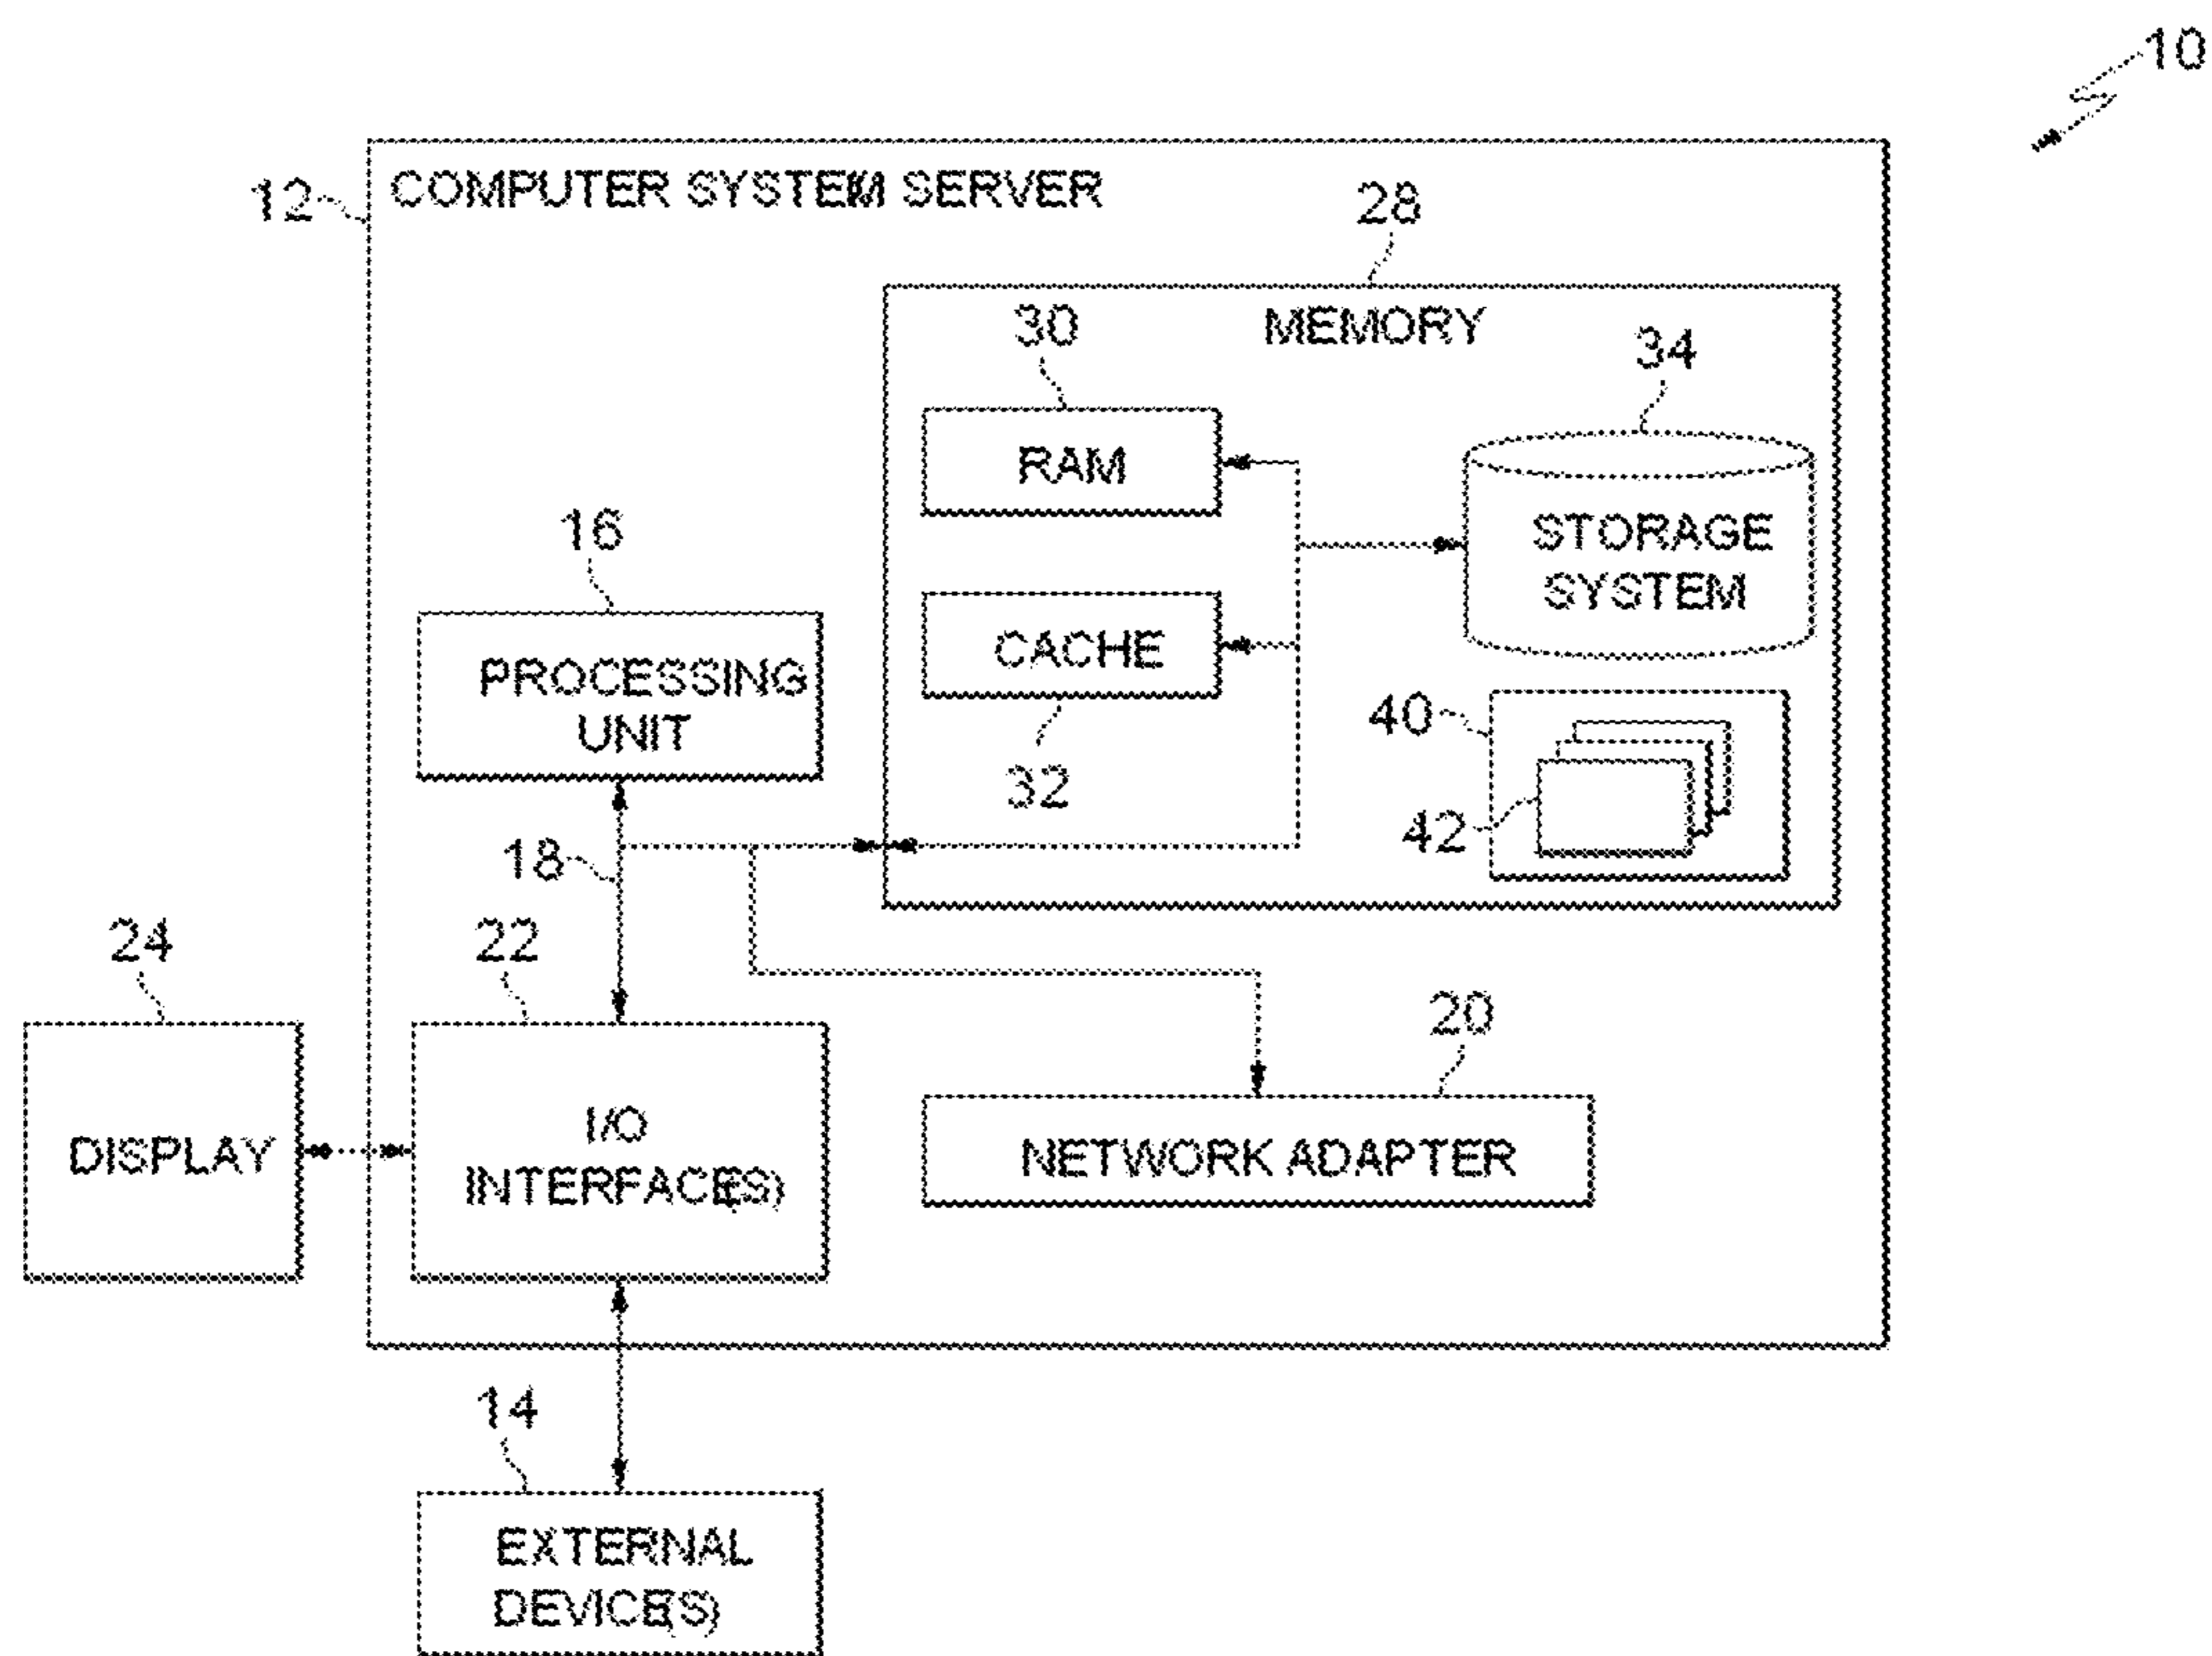 10
12
COMPUTER SYSTEM SERVER
28
MEMORY
30
34
RAM
STORAGE
SYSTEM
16
CACHE
PROCESSING
UNIT
32
40
42
18
24
22
20
DISPLAY
I/O
INTERFACE(S)
NETWORK ADAPTER
14
EXTERNAL
DEVICE(S)